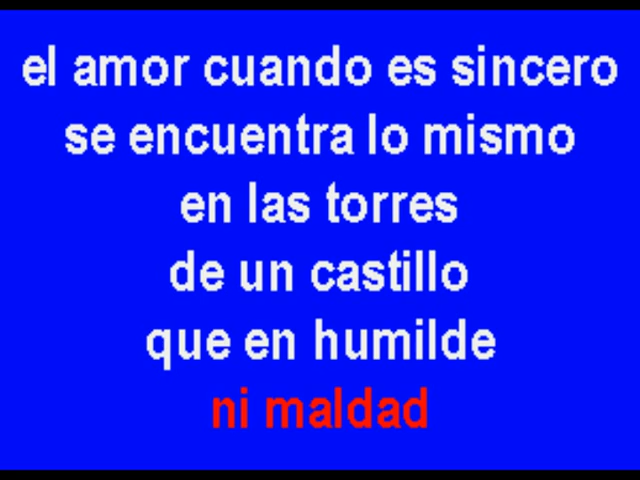 el amor cuando es sincero
se encuentra lo mismo
en las torres
de un castillo
que en humilde
ni maldad